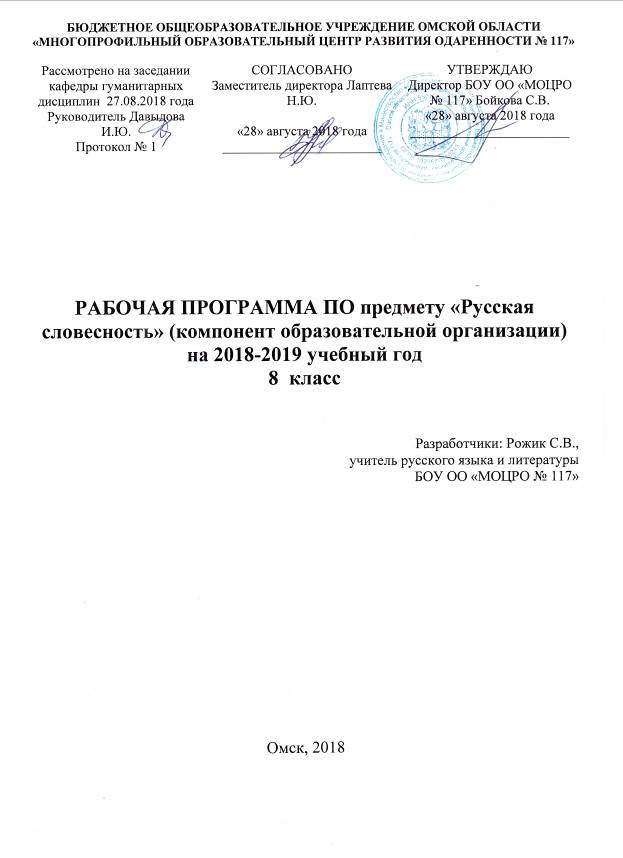 БЮДЖЕТНОЕ ОБЩЕОБРАЗОВАТЕЛЬНОЕ УЧРЕЖДЕНИЕ ОМСКОЙ ОБЛАСТИ
«МНОГОПРОФИЛЬНЫЙ ОБРАЗОВАТЕЛЬНЫЙ ЦЕНТР РАЗВИТИЯ ОДАРЕННОСТИ № 117»
Рассмотрено на заседании
кафедры гуманитарных
дисциплин 27.08.2018 года
Руководитель Давыдова
И.Ю.
Протокол № 1
СОГЛАСОВАНО
Заместитель директора Лаптева
Н.Ю.
«28» августа 2018 года
УТВЕРЖДАЮ
Директор БОУ ОО «МОЦРО
№ 117» Бойкова С.В.
«28» августа 2018 года
РАБОЧАЯ ПРОГРАММА ПО предмету «Русская
словесность» (компонент образовательной организации)
на 2018-2019 учебный год
8 класс
Разработчики: Рожик С.В.,
учитель русского языка и литературы
БОУ ОО «МОЦРО № 117»
Омск, 2018